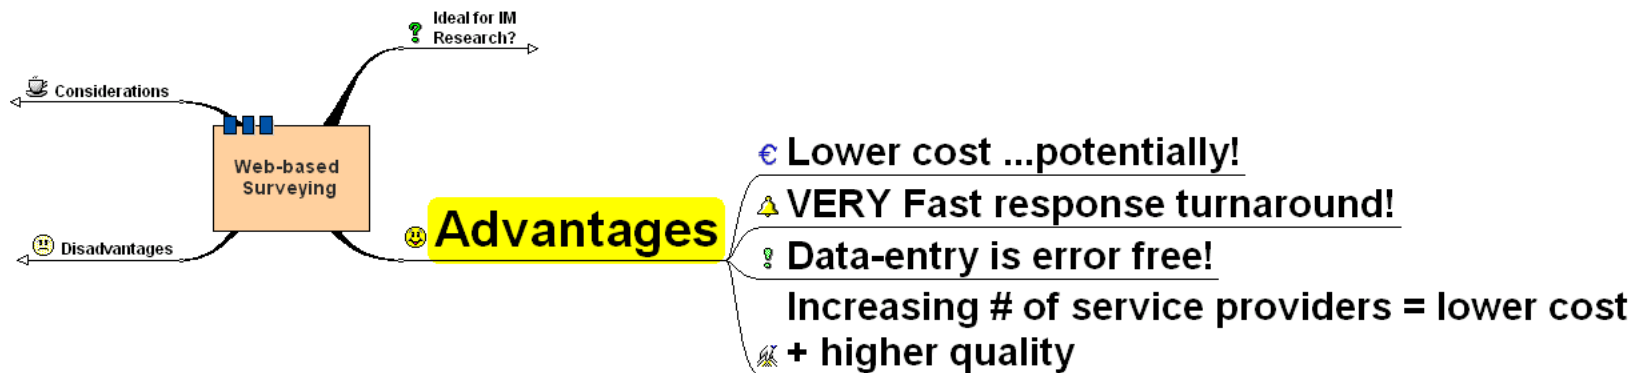 Ideal for IM
Research?
Considerations
Web-based
Surveying
Disadvantages
Advantages
€ Lower cost ...potentially!
VERY Fast response turnaround!
Data-entry is error free!
Increasing # of service providers = lower cost
+ higher quality